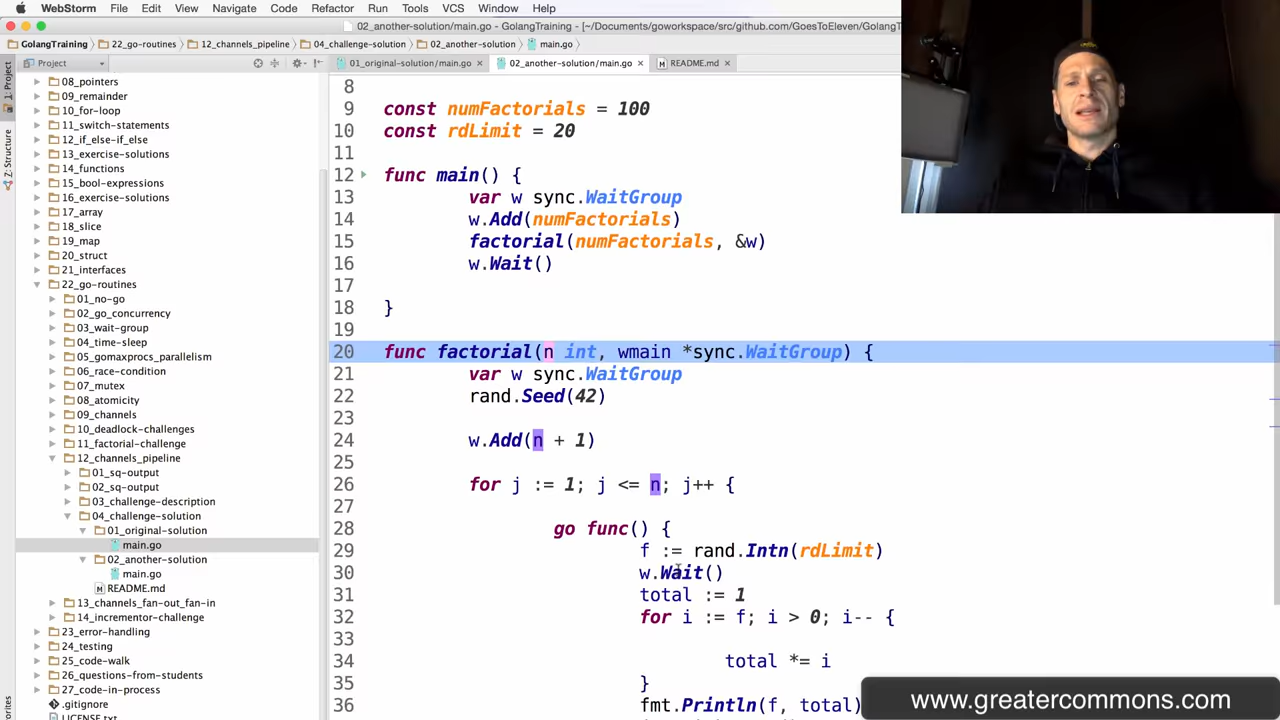 WebStorm File Edit View Navigate Code Refactor Run Tools VCS Window Help
02_another-solution/main.go - GolangTraining - [~/Documents/goworkspace/src/github.com/GoesToEleven/GolangT
GolangTraining 22_go-routines 12_channels_pipeline 04_challenge-solution 02_another-solution main.go
Project
01_original-solution/main.go 02_another-solution/main.go README.md
1: Project
Z: Structure
vorites
08_pointers
09_remainder
10_for-loop
11_switch-statements
12_if_else-if_else
13_exercise-solutions
14_functions
15_bool-expressions
16_exercise-solutions
17_array
18_slice
19_map
20_struct
21_interfaces
22_go-routines
01_no-go
02_go_concurrency
03_wait-group
04_time-sleep
05_gomaxprocs_parallelism
06_race-condition
07_mutex
08_atomicity
09_channels
10_deadlock-challenges
11_factorial-challenge
12_channels_pipeline
01_sq-output
02_sq-output
03_challenge-description
04_challenge-solution
01_original-solution
main.go
02_another-solution
main.go
README.md
13_channels_fan-out_fan-in
14_incrementor-challenge
23_error-handling
24_testing
25_code-walk
26_questions-from-students
27_code-in-process
.gitignore
LICENSE.txt
8
9 const numFactorials = 100
10 const rdLimit = 20
11
12 func main() {
13 var w sync.WaitGroup
14 w.Add(numFactorials)
15 factorial(numFactorials, &w)
16 w.Wait()
17
18 }
19
20 func factorial(n int, wmain *sync.WaitGroup) {
21 var w sync.WaitGroup
22 rand.Seed(42)
23
24 w.Add(n + 1)
25
26 for j := 1; j <= n; j++ {
27
28 go func() {
29 f := rand.Intn(rdLimit)
30 w.Wait()
31 total := 1
32 for i := f; i > 0; i-- {
33
34 total *= i
35 }
36 fmt.Println(f, total)
www.greatercommons.com